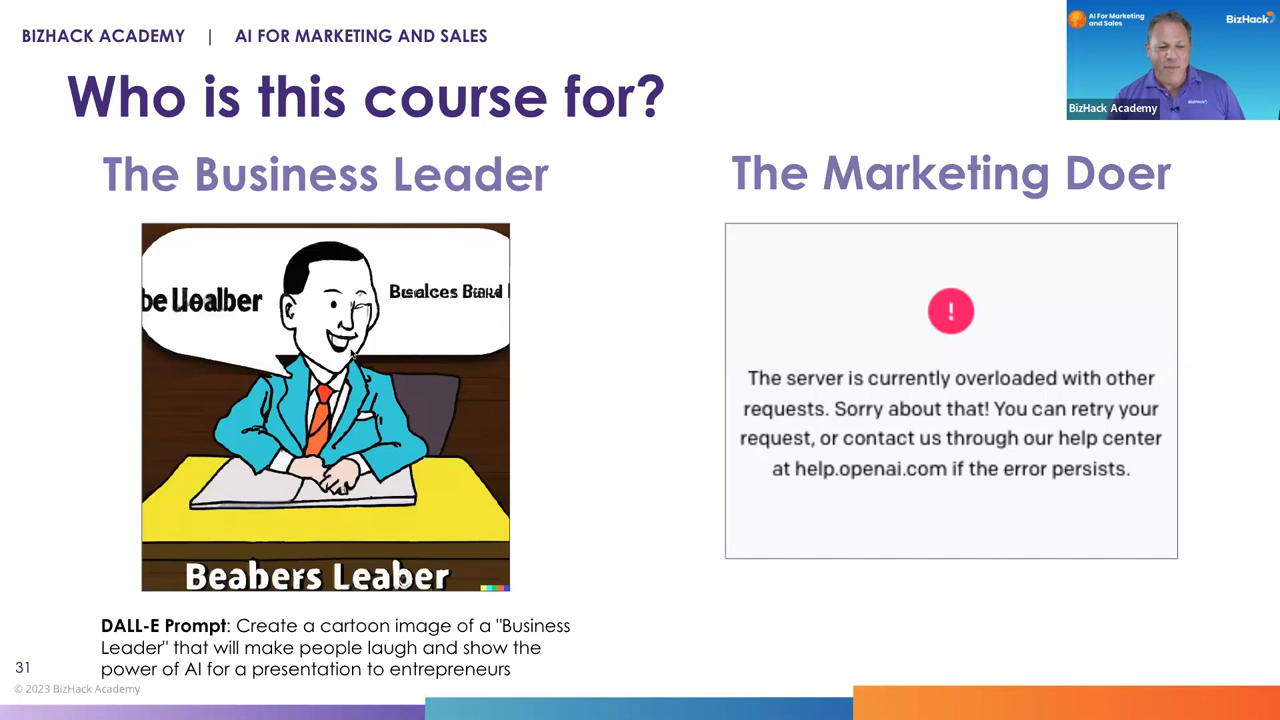 BIZHACK ACADEMY | AI FOR MARKETING AND SALES
AI For Marketing and Sales
BizHack
BizHack Academy
Who is this course for?
The Business Leader
The Marketing Doer
be
Beabers Leaber
The server is currently overloaded with other
requests. Sorry about that! You can retry your
request, or contact us through our help center
at help.openai.com if the error persists.
DALL-E Prompt: Create a cartoon image of a "Business
Leader" that will make people laugh and show the
power of AI for a presentation to entrepreneurs
31
© 2023 BizHack Academy